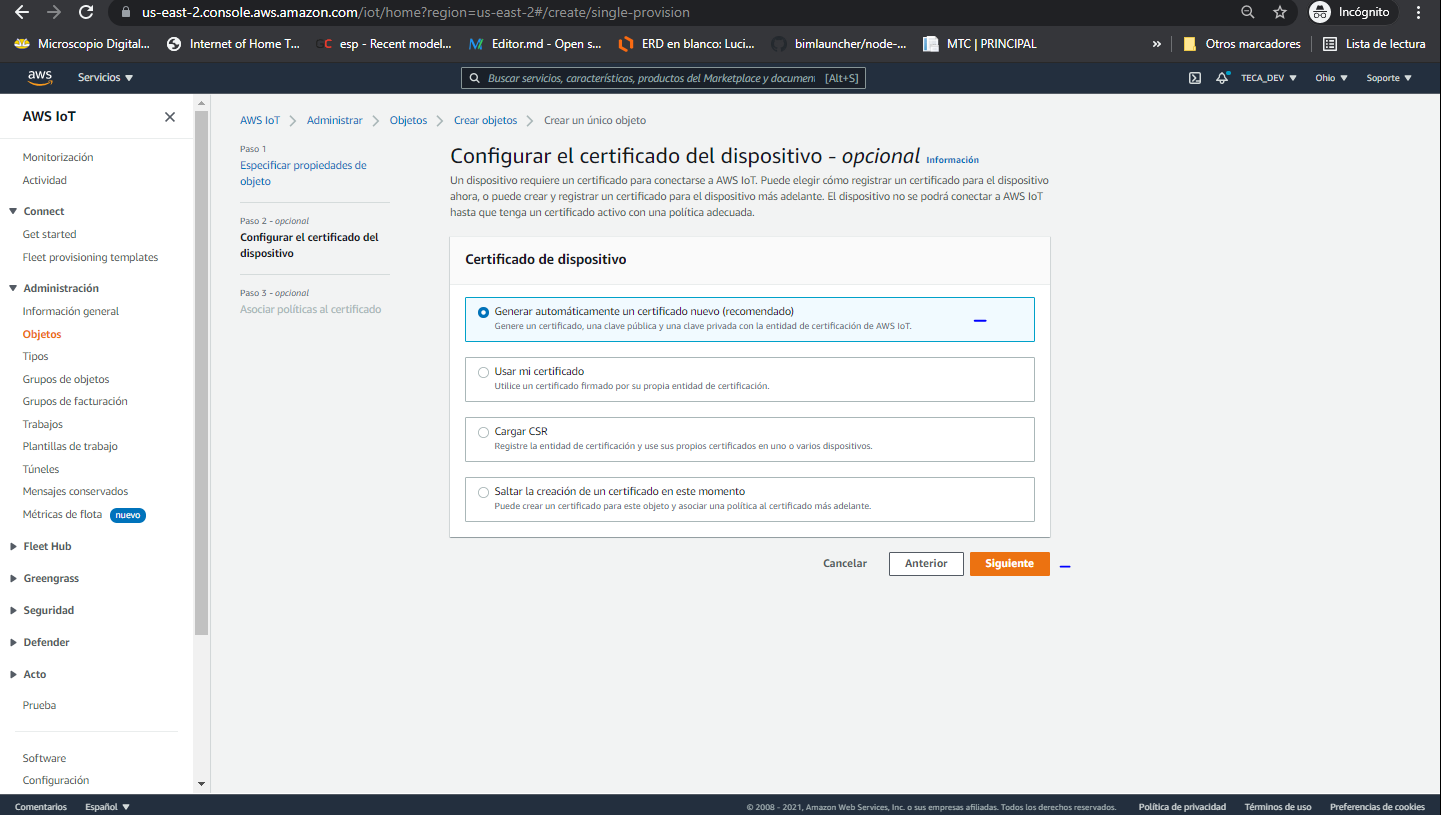 us-east-2.console.aws.amazon.com/iot/home?region=us-east-2#/create/single-provision
Incógnito
Microscopio Digital...
Internet of Home T...
GC esp - Recent model...
Editor.md - Open s...
ERD en blanco: Luci...
bimlauncher/node-...
MTC | PRINCIPAL
»
Otros marcadores
Lista de lectura
aws
Servicios
Buscar servicios, características, productos del Marketplace y documen [Alt+S]
TECA_DEV
Ohio
Soporte
AWS IoT
Monitorización
Actividad
Connect
Get started
Fleet provisioning templates
Administración
Información general
Objetos
Tipos
Grupos de objetos
Grupos de facturación
Trabajos
Plantillas de trabajo
Túneles
Mensajes conservados
Métricas de flota nuevo
Fleet Hub
Greengrass
Seguridad
Defender
Acto
Prueba
Software
Configuración
AWS IoT > Administrar > Objetos > Crear objetos > Crear un único objeto
Paso 1
Especificar propiedades de
objeto
Paso 2 - opcional
Configurar el certificado del
dispositivo
Paso 3 - opcional
Asociar políticas al certificado
Configurar el certificado del dispositivo - opcional Información
Un dispositivo requiere un certificado para conectarse a AWS IoT. Puede elegir cómo registrar un certificado para el dispositivo
ahora, o puede crear y registrar un certificado para el dispositivo más adelante. El dispositivo no se podrá conectar a AWS IoT
hasta que tenga un certificado activo con una política adecuada.
Certificado de dispositivo
Generar automáticamente un certificado nuevo (recomendado)
Genere un certificado, una clave pública y una clave privada con la entidad de certificación de AWS IoT.
Usar mi certificado
Utilice un certificado firmado por su propia entidad de certificación.
Cargar CSR
Registre la entidad de certificación y use sus propios certificados en uno o varios dispositivos.
Saltar la creación de un certificado en este momento
Puede crear un certificado para este objeto y asociar una política al certificado más adelante.
Cancelar
Anterior
Siguiente
Comentarios
Español
© 2008 - 2021, Amazon Web Services, Inc. o sus empresas afiliadas. Todos los derechos reservados.
Política de privacidad
Términos de uso
Preferencias de cookies